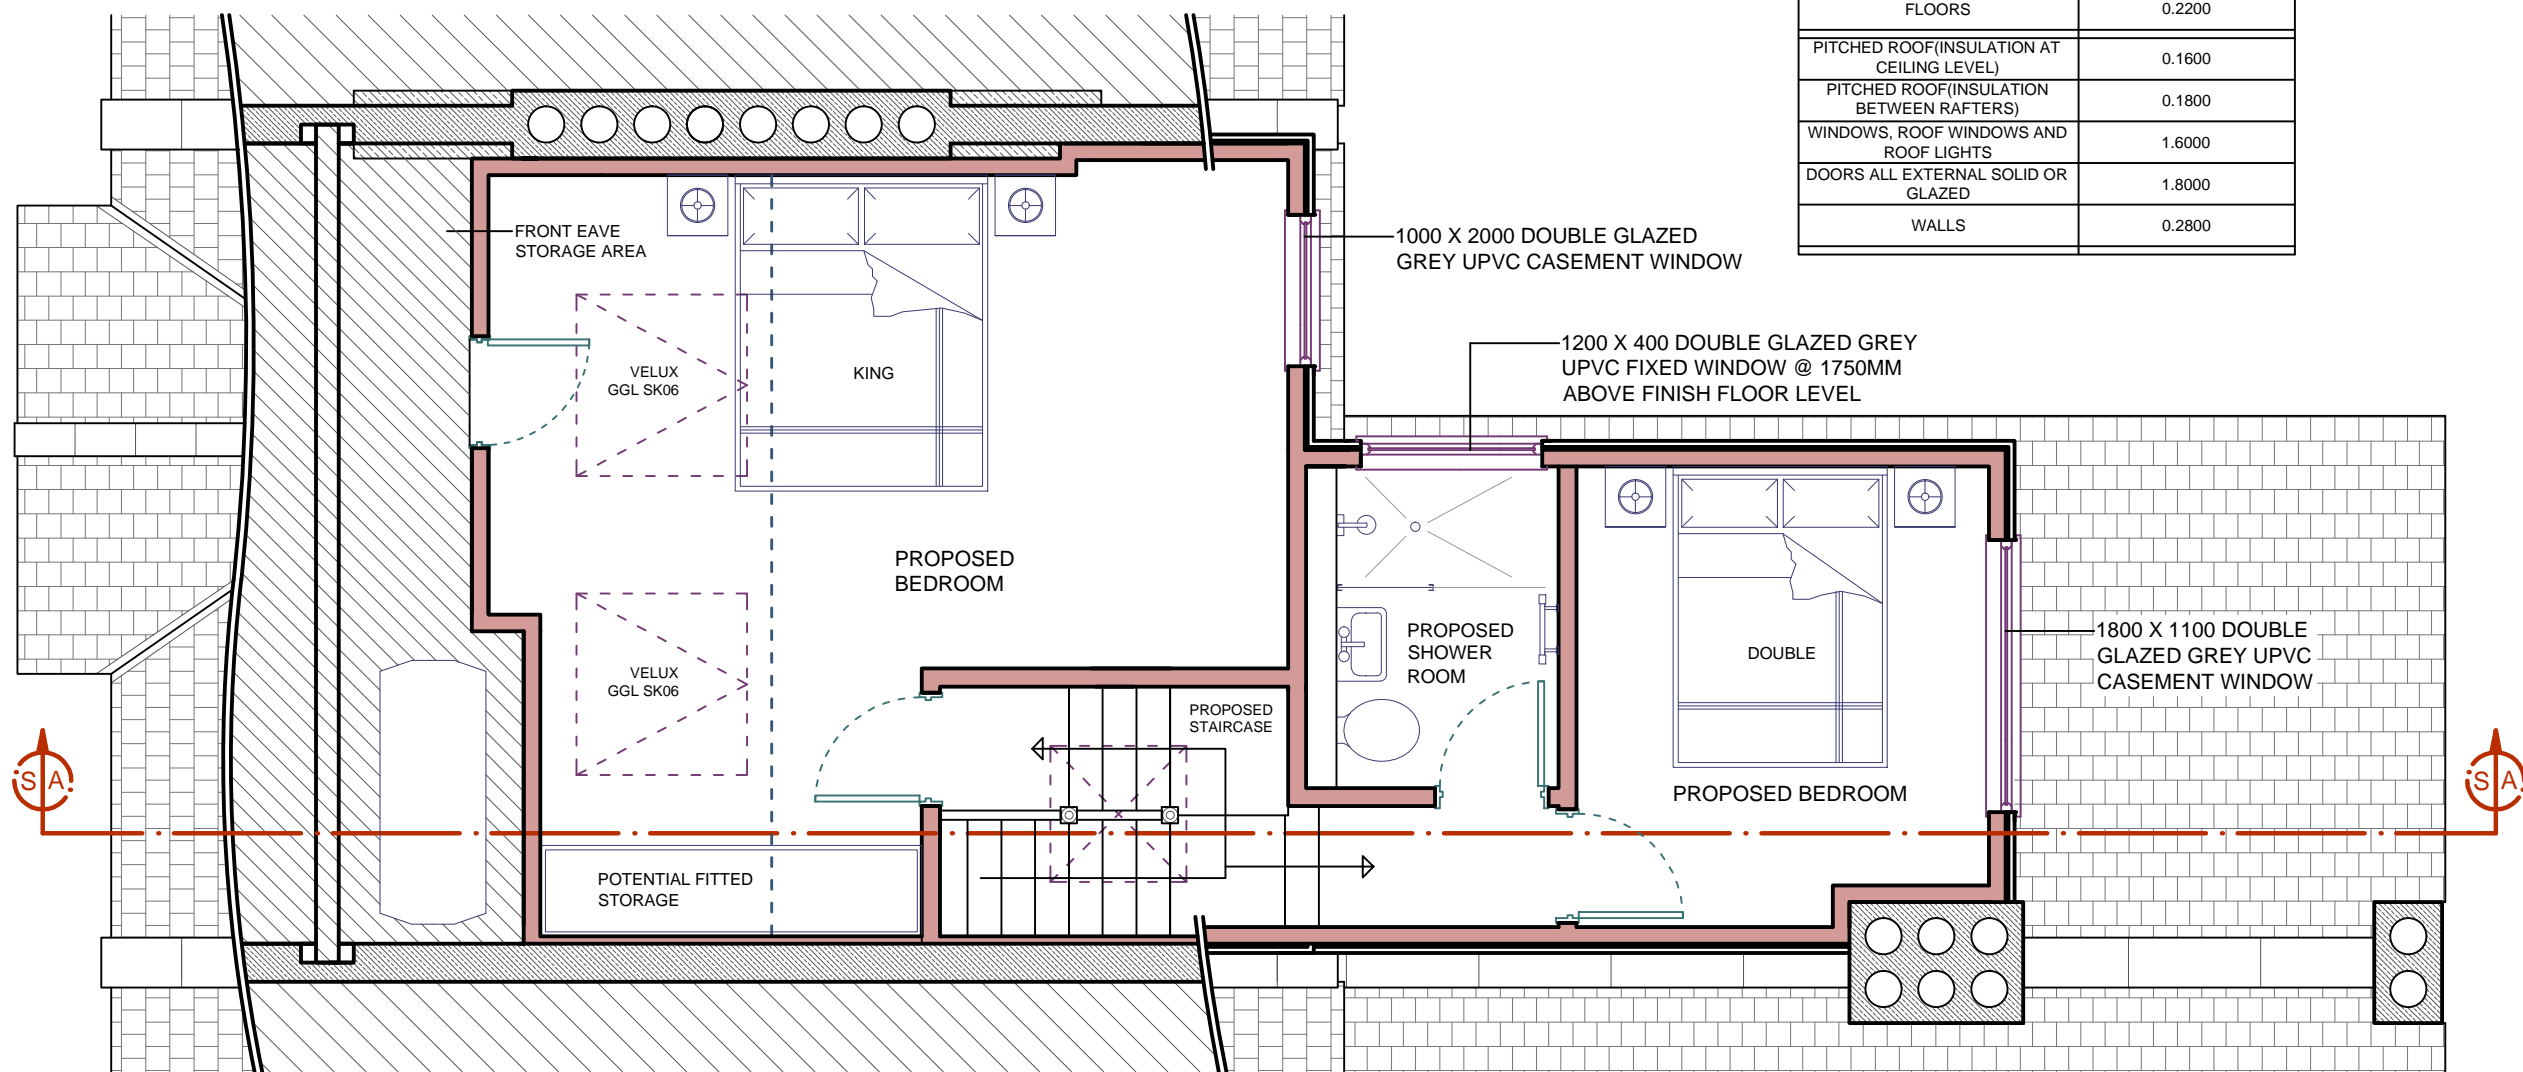 FLOORS 0.2200
PITCHED ROOF(INSULATION AT
CEILING LEVEL) 0.1600
PITCHED ROOF(INSULATION
BETWEEN RAFTERS) 0.1800
WINDOWS, ROOF WINDOWS AND
ROOF LIGHTS 1.6000
DOORS ALL EXTERNAL SOLID OR
GLAZED 1.8000
WALLS 0.2800
FRONT EAVE
STORAGE AREA
1000 X 2000 DOUBLE GLAZED
GREY UPVC CASEMENT WINDOW
1200 X 400 DOUBLE GLAZED GREY
UPVC FIXED WINDOW @ 1750MM
ABOVE FINISH FLOOR LEVEL
VELUX
GGL SK06
KING
PROPOSED
BEDROOM
VELUX
GGL SK06
PROPOSED
SHOWER
ROOM
DOUBLE
1800 X 1100 DOUBLE
GLAZED GREY UPVC
CASEMENT WINDOW
PROPOSED
STAIRCASE
PROPOSED BEDROOM
S A
S A
POTENTIAL FITTED
STORAGE